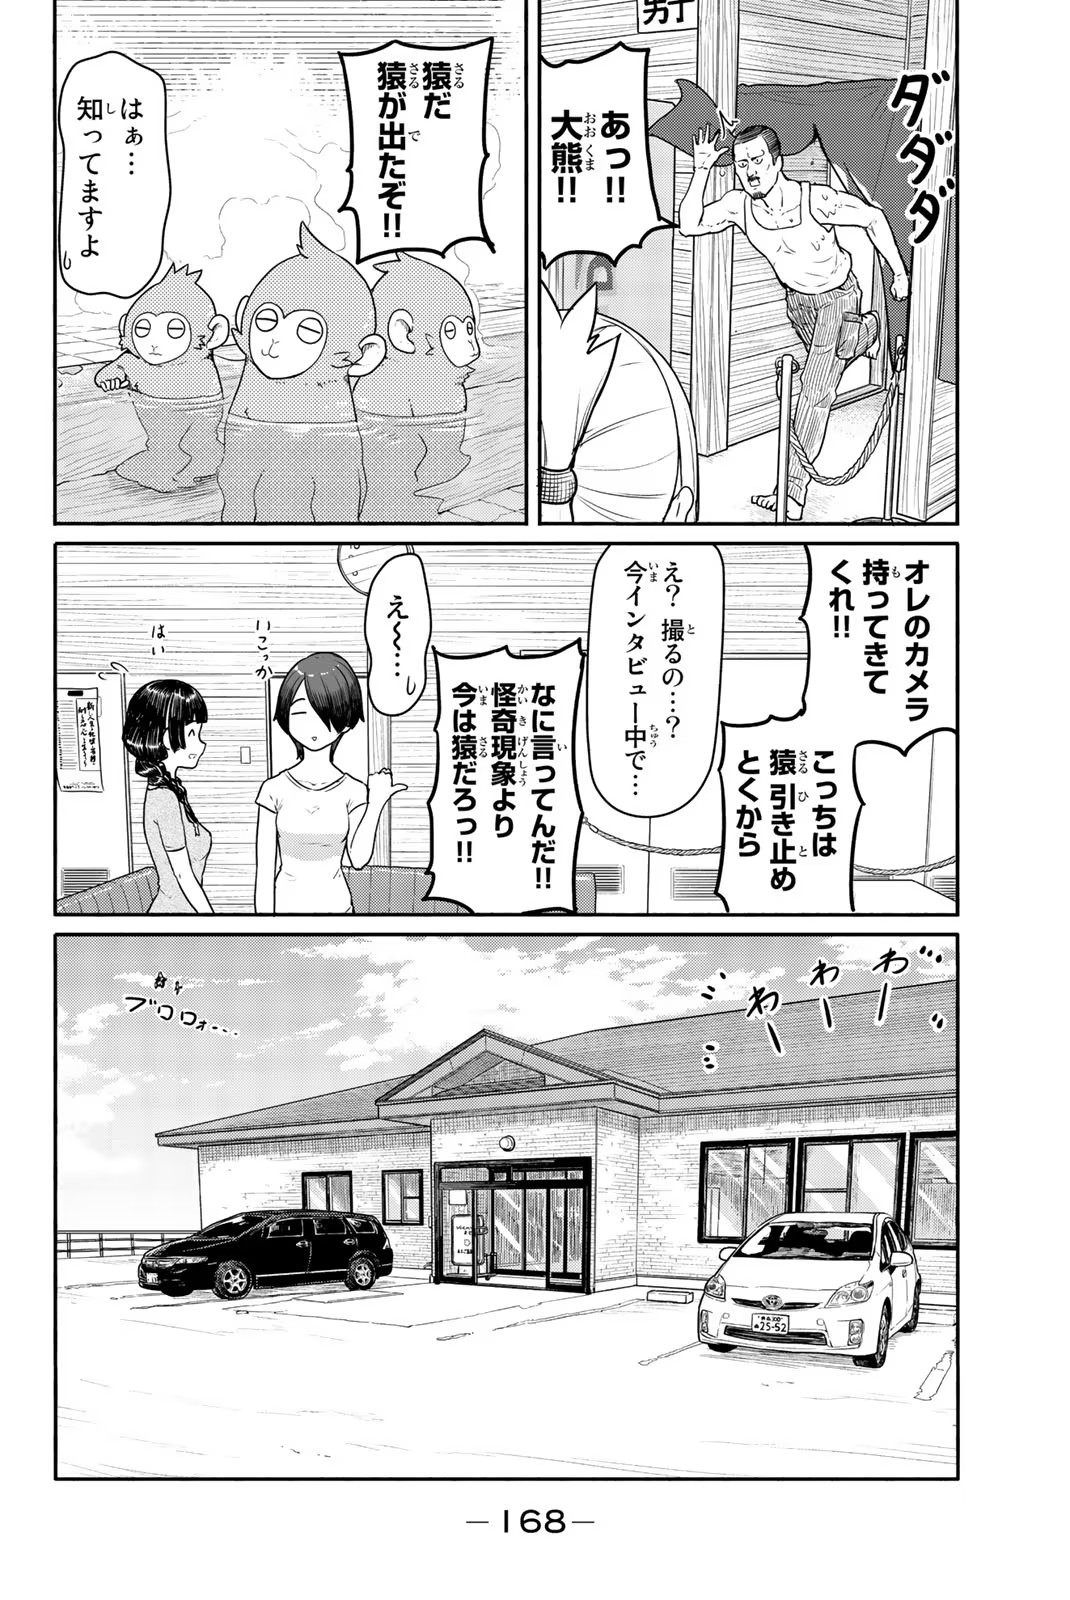 男子
ダダダダ
あっ!!
大熊!!
猿だ
猿が出たぞ!!
はぁ…
知ってますよ
オレのカメラ
持ってきて
くれ!!
こっちは
猿引き止め
とくから
え? 撮るの…?
今インタビュー中で…
なに言ってんだ!!
怪奇現象より
今は猿だろっ!!
え〜…
いこっか
はい
わー
わー
わー
ブロロォ…
25-52
—168—